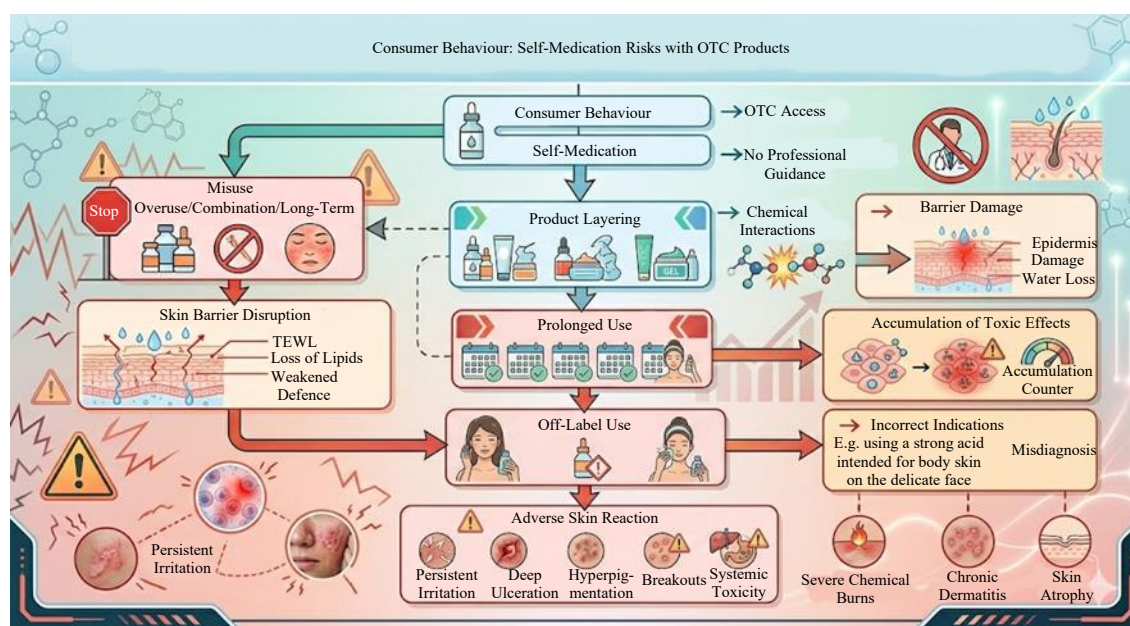 Consumer Behaviour: Self-Medication Risks with OTC Products
Consumer Behaviour
OTC Access
Self-Medication
No Professional
Guidance
Misuse
Stop
Overuse/Combination/Long-Term
Product Layering
GEL
Chemical
Interactions
Barrier Damage
Epidermis
Damage
Water Loss
Skin Barrier Disruption
TEWL
Loss of Lipids
Weakened
Defence
Prolonged Use
Accumulation of Toxic Effects
Accumulation
Counter
Off-Label Use
Incorrect Indications
E.g. using a strong acid
intended for body skin
on the delicate face
Misdiagnosis
Persistent
Irritation
Adverse Skin Reaction
Persistent
Irritation
Deep
Ulceration
Hyperpig-
mentation
Breakouts
Systemic
Toxicity
Severe Chemical
Burns
Chronic
Dermatitis
Skin
Atrophy